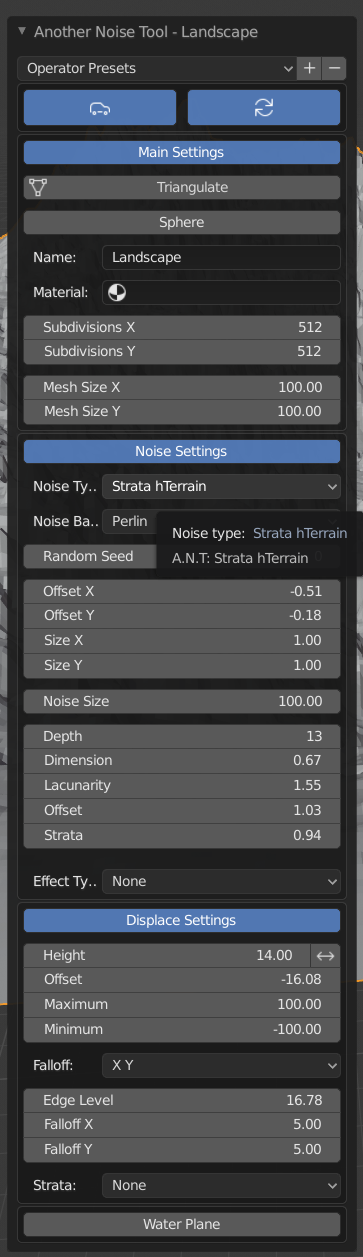 Another Noise Tool - Landscape
Operator Presets
Main Settings
Triangulate
Sphere
Name: Landscape
Material:
Subdivisions X 512
Subdivisions Y 512
Mesh Size X 100.00
Mesh Size Y 100.00
Noise Settings
Noise Ty.. Strata hTerrain
Noise Ba.. Perlin
Noise type: Strata hTerrain
A.N.T: Strata hTerrain
Random Seed 0
Offset X -0.51
Offset Y -0.18
Size X 1.00
Size Y 1.00
Noise Size 100.00
Depth 13
Dimension 0.67
Lacunarity 1.55
Offset 1.03
Strata 0.94
Effect Ty.. None
Displace Settings
Height 14.00
Offset -16.08
Maximum 100.00
Minimum -100.00
Falloff: X Y
Edge Level 16.78
Falloff X 5.00
Falloff Y 5.00
Strata: None
Water Plane